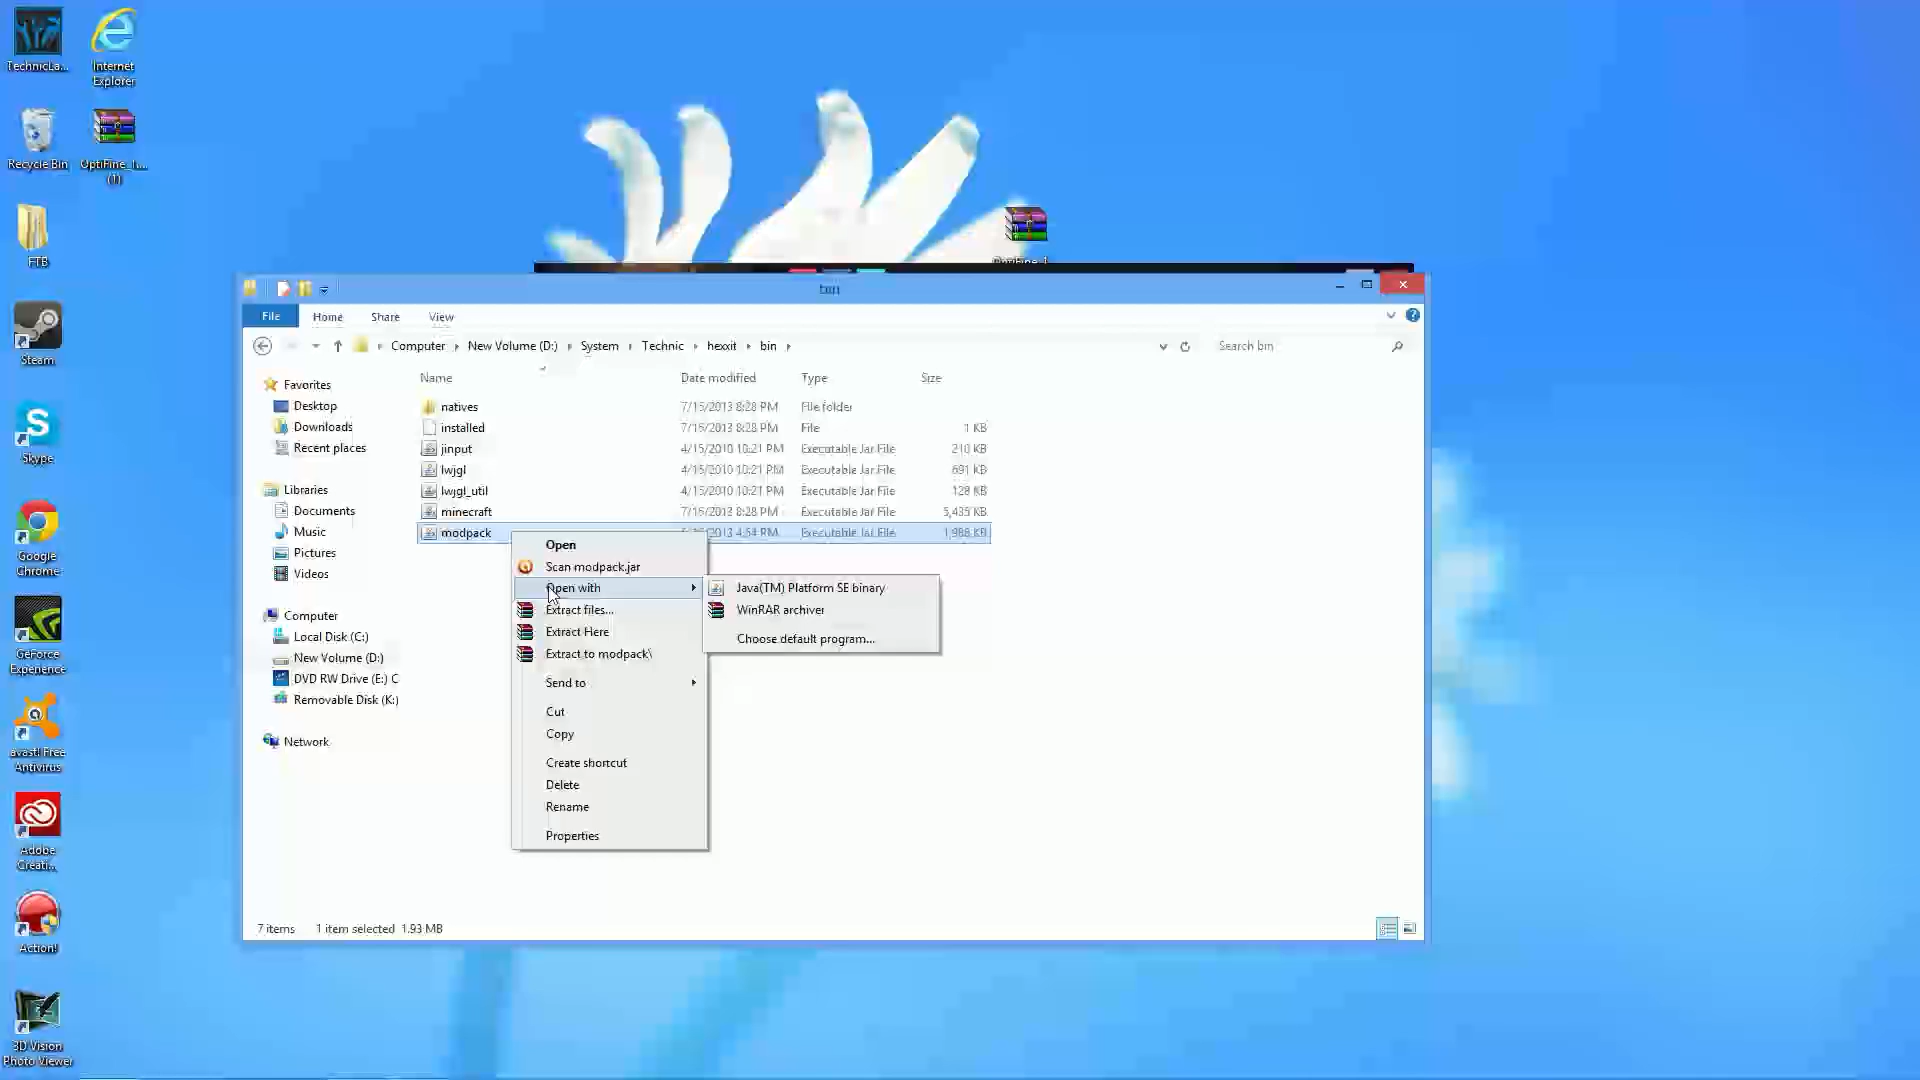 TechnicLa...
Internet
Explorer
Recycle Bin
OptiFine_1....
(1)
FTB
Steam
Skype
Google
Chrome
GeForce
Experience
avast! Free
Antivirus
Adobe
Creati...
Action!
3D Vision
Photo Viewer
bin
File
Home
Share
View
Computer
New Volume (D:)
System
Technic
hexxit
bin
Search bin
Name
Date modified
Type
Size
Favorites
Desktop
Downloads
Recent places
Libraries
Documents
Music
Pictures
Videos
Computer
Local Disk (C:)
New Volume (D:)
DVD RW Drive (E:) C
Removable Disk (K:)
Network
natives 7/16/2013 8:28 PM File folder
installed 7/16/2013 8:28 PM File 1 KB
jinput 4/15/2010 10:21 PM Executable Jar File 210 KB
lwjgl 4/15/2010 10:21 PM Executable Jar File 691 KB
lwjgl_util 4/15/2010 10:21 PM Executable Jar File 128 KB
minecraft 7/16/2013 8:28 PM Executable Jar File 5,435 KB
modpack 2013 4:54 PM Executable Jar File 1,988 KB
Open
Scan modpack.jar
Open with
Extract files...
Extract Here
Extract to modpack\
Send to
Cut
Copy
Create shortcut
Delete
Rename
Properties
Java(TM) Platform SE binary
WinRAR archiver
Choose default program...
7 items
1 item selected 1.93 MB